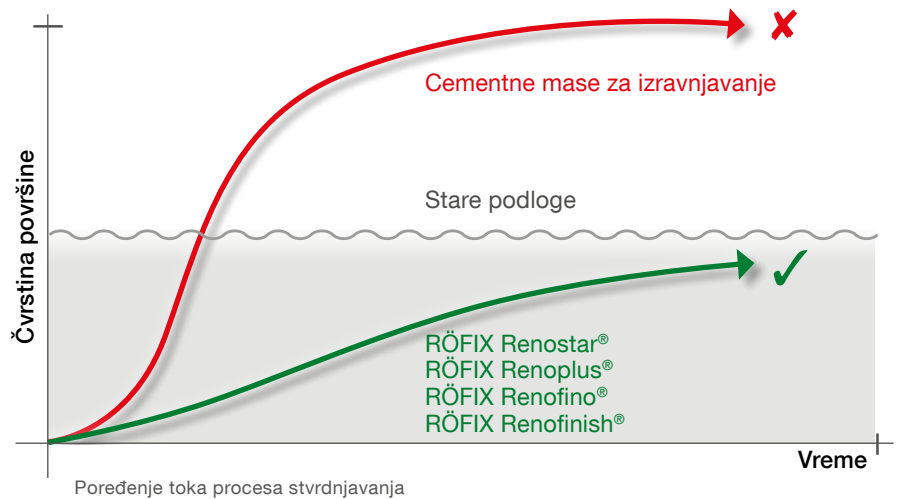 Čvrstina površine
Cementne mase za izravnjavanje
Stare podloge
RÖFIX Renostar®
RÖFIX Renoplus®
RÖFIX Renofino®
RÖFIX Renofinish®
Vreme
Poređenje toka procesa stvrdnjavanja